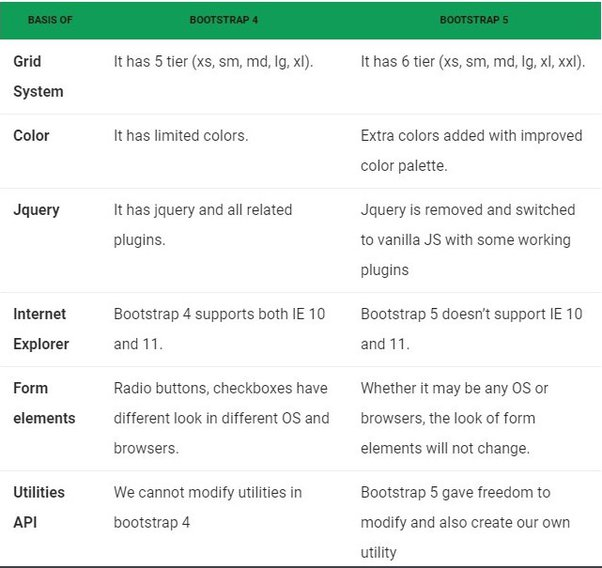 BASIS OF BOOTSTRAP 4 BOOTSTRAP 5
Grid It has 5 tier (xs, sm, md, lg, xl). It has 6 tier (xs, sm, md, lg, xl, xxl).
System
Color It has limited colors. Extra colors added with improved
color palette.
Jquery It has jquery and all related Jquery is removed and switched
plugins. to vanilla JS with some working
plugins
Internet Bootstrap 4 supports both IE 10 Bootstrap 5 doesn’t support IE 10
Explorer and 11. and 11.
Form Radio buttons, checkboxes have Whether it may be any OS or
elements different look in different OS and browsers, the look of form
browsers. elements will not change.
Utilities We cannot modify utilities in Bootstrap 5 gave freedom to
API bootstrap 4 modify and also create our own
utility